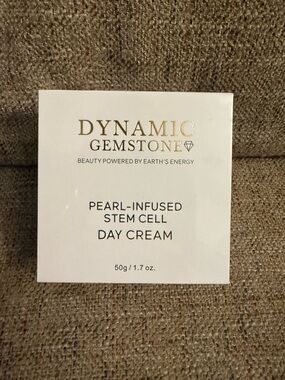 DYNAMIC
GEMSTONE
BEAUTY POWERED BY EARTH'S ENERGY
PEARL-INFUSED
STEM CELL
DAY CREAM
50g / 1.7 oz.